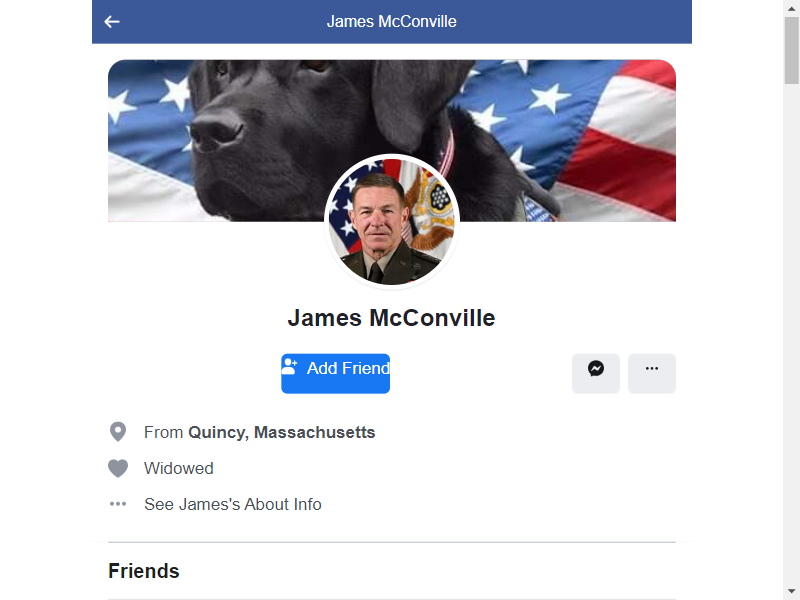 James McConville
James McConville
Add Friend
From Quincy, Massachusetts
Widowed
See James's About Info
Friends